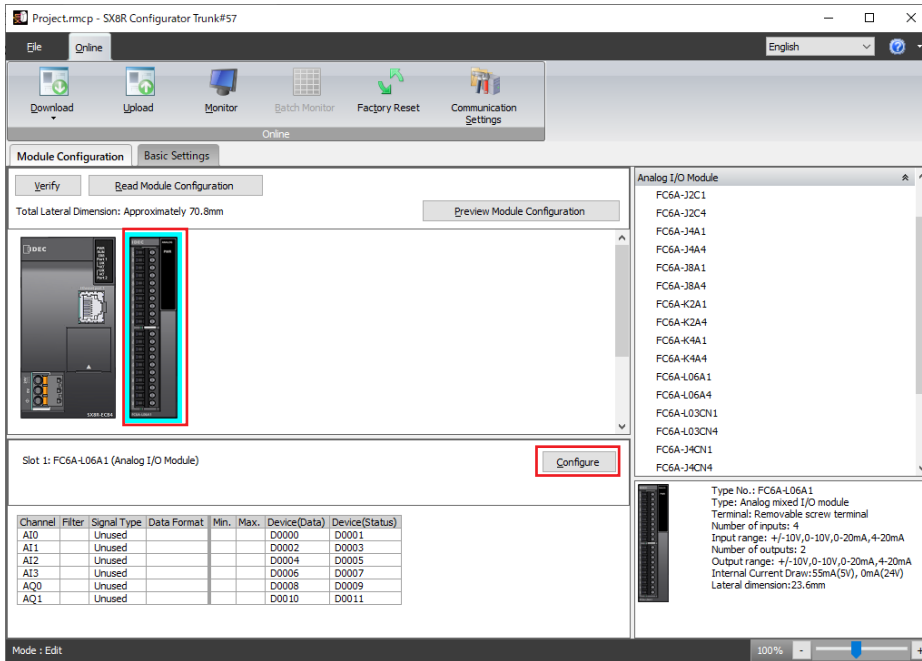 Project.rmcp - SX8R Configurator Trunk#57
File Online English
Download Upload Monitor Batch Monitor Factory Reset Communication Settings
Online
Module Configuration Basic Settings
Verify Read Module Configuration
Total Lateral Dimension: Approximately 70.8mm Preview Module Configuration
IDEC
SX8R-ECB4
Slot 1: FC6A-L06A1 (Analog I/O Module) Configure
Channel Filter Signal Type Data Format Min. Max. Device(Data) Device(Status)
AI0 Unused D0000 D0001
AI1 Unused D0002 D0003
AI2 Unused D0004 D0005
AI3 Unused D0006 D0007
AQ0 Unused D0008 D0009
AQ1 Unused D0010 D0011
Analog I/O Module
FC6A-J2C1
FC6A-J2C4
FC6A-J4A1
FC6A-J4A4
FC6A-J8A1
FC6A-J8A4
FC6A-K2A1
FC6A-K2A4
FC6A-K4A1
FC6A-K4A4
FC6A-L06A1
FC6A-L06A4
FC6A-L03CN1
FC6A-L03CN4
FC6A-J4CN1
FC6A-J4CN4
Type No.: FC6A-L06A1
Type: Analog mixed I/O module
Terminal: Removable screw terminal
Number of inputs: 4
Input range: +/-10V,0-10V,0-20mA,4-20mA
Number of outputs: 2
Output range: +/-10V,0-10V,0-20mA,4-20mA
Internal Current Draw:55mA(5V), 0mA(24V)
Lateral dimension:23.6mm
Mode : Edit 100% - +